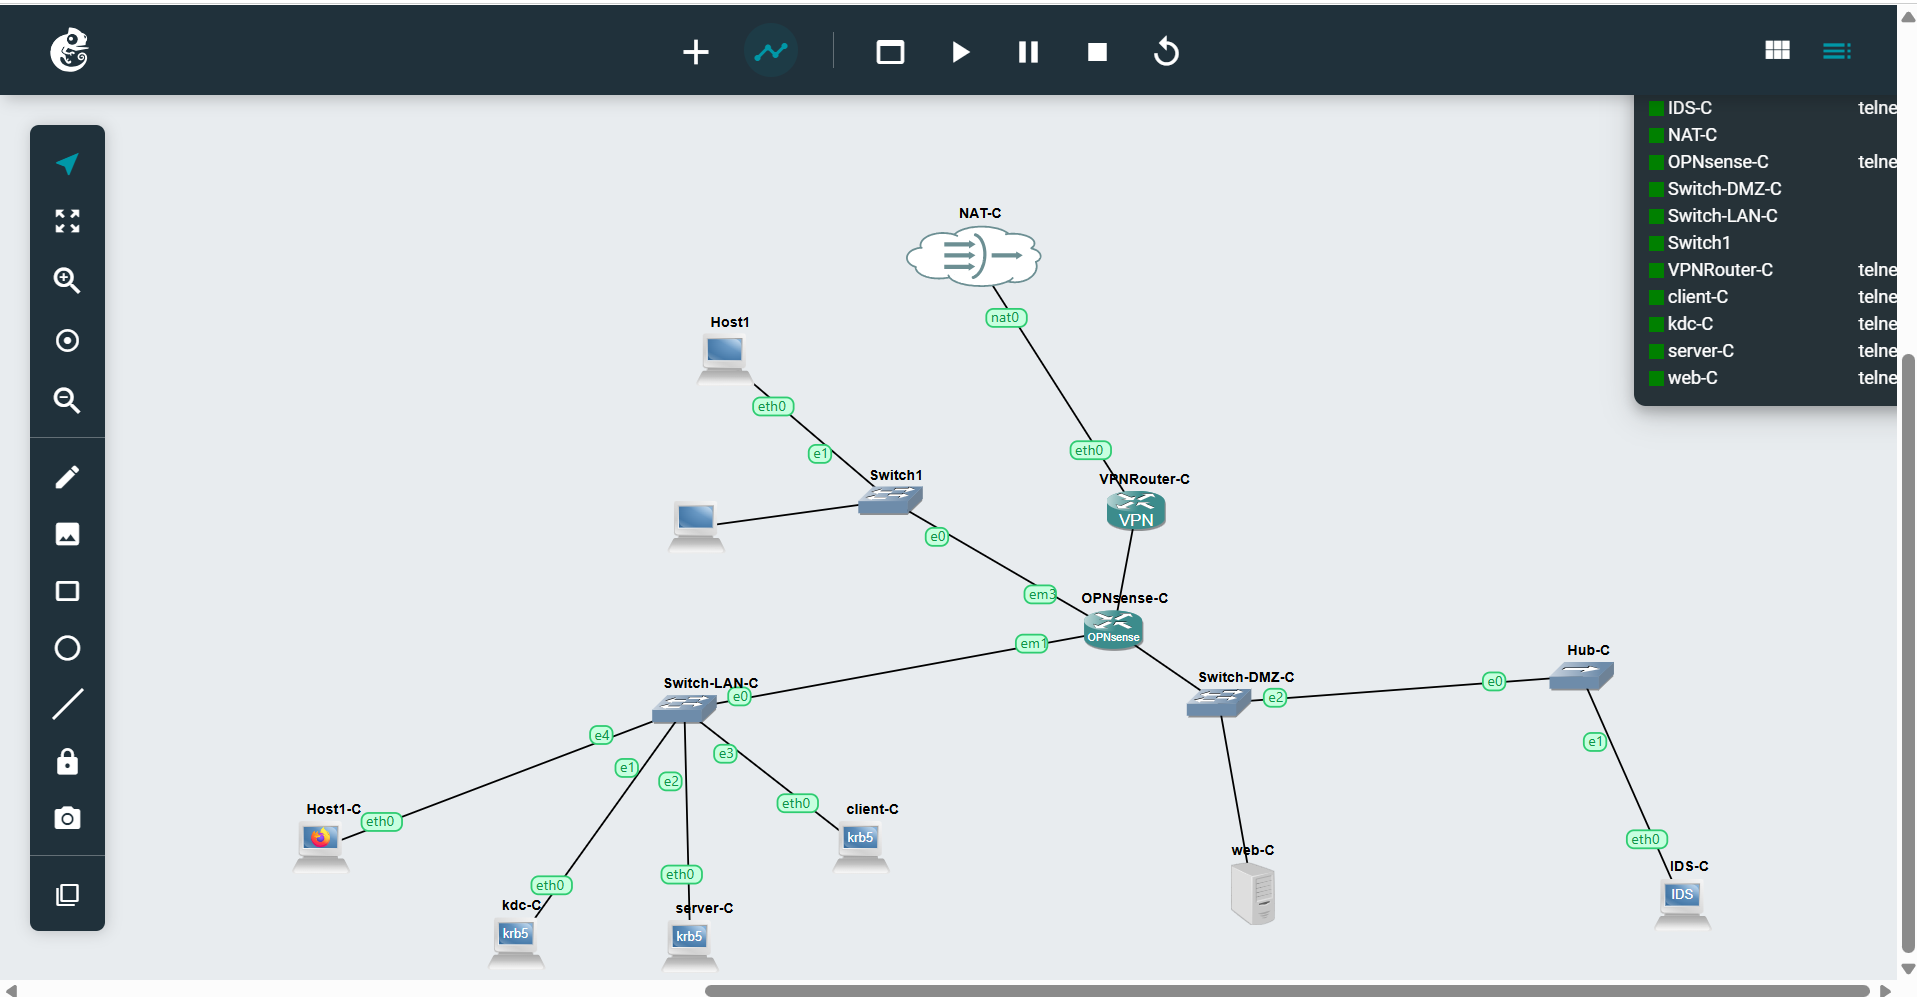 IDS-C telne
NAT-C
OPNsense-C telne
Switch-DMZ-C
Switch-LAN-C
Switch1
VPNRouter-C telne
client-C telne
kdc-C telne
server-C telne
web-C telne
NAT-C
nat0
Host1
eth0
e1
eth0
Switch1
VPNRouter-C
VPN
e0
em3
OPNsense-C
OPNsense
em1
Switch-LAN-C
e0
Switch-DMZ-C
e2
e0
Hub-C
e4
e1
e2
e3
e1
Host1-C
eth0
eth0
client-C
krb5
eth0
web-C
IDS-C
IDS
eth0
eth0
kdc-C
krb5
server-C
krb5